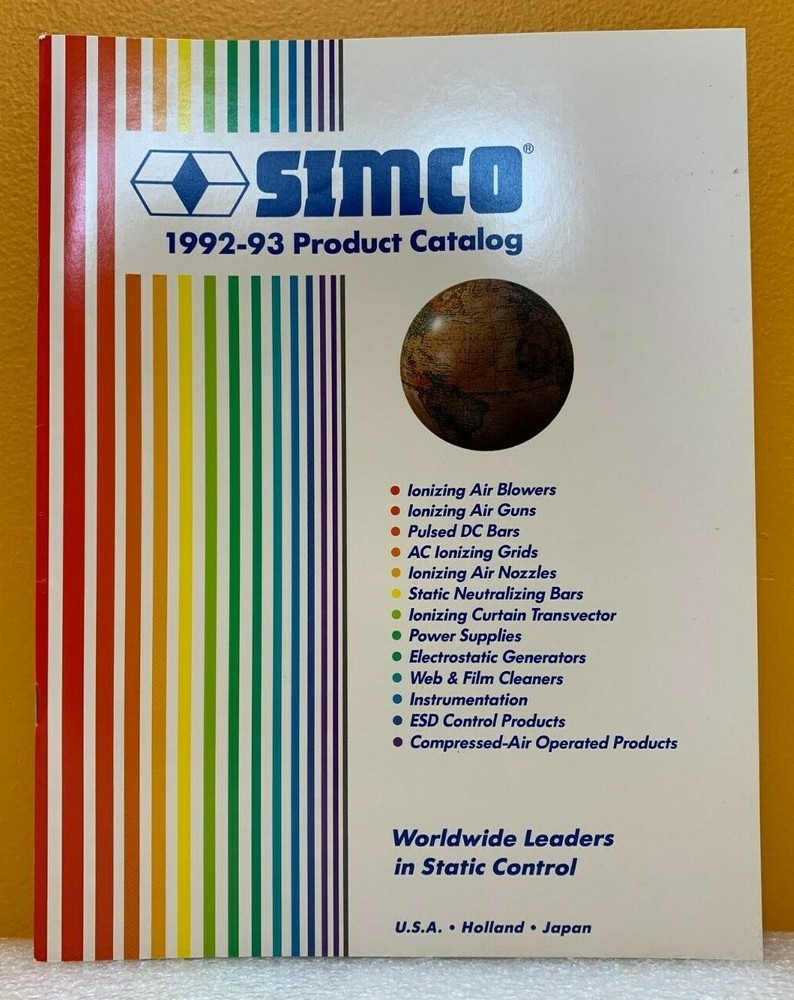 SIMCO®
1992-93 Product Catalog
• Ionizing Air Blowers
• Ionizing Air Guns
• Pulsed DC Bars
• AC Ionizing Grids
• Ionizing Air Nozzles
• Static Neutralizing Bars
• Ionizing Curtain Transvector
• Power Supplies
• Electrostatic Generators
• Web & Film Cleaners
• Instrumentation
• ESD Control Products
• Compressed-Air Operated Products
Worldwide Leaders
in Static Control
U.S.A. • Holland • Japan